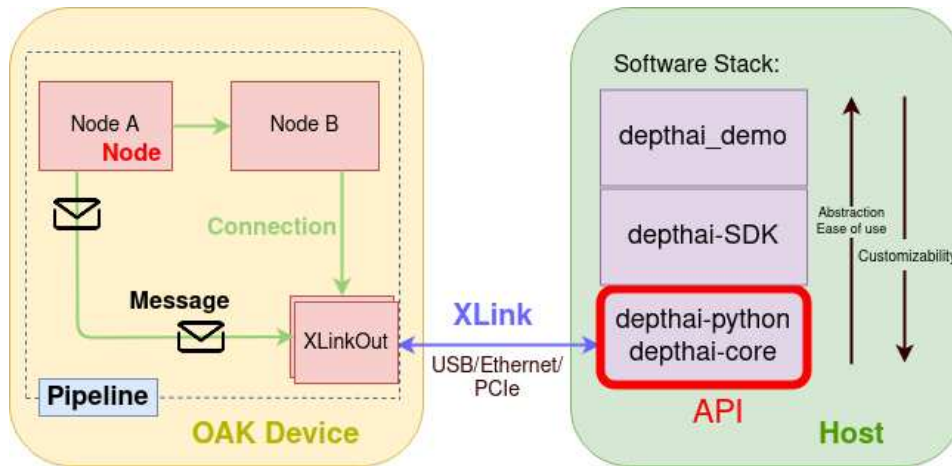 Node A
Node
Node B
Connection
Message
XLinkOut
Pipeline
OAK Device
XLink
USB/Ethernet/
PCIe
Software Stack:
depthai_demo
depthai-SDK
depthai-python
depthai-core
API
Abstraction
Ease of use
Customizability
Host